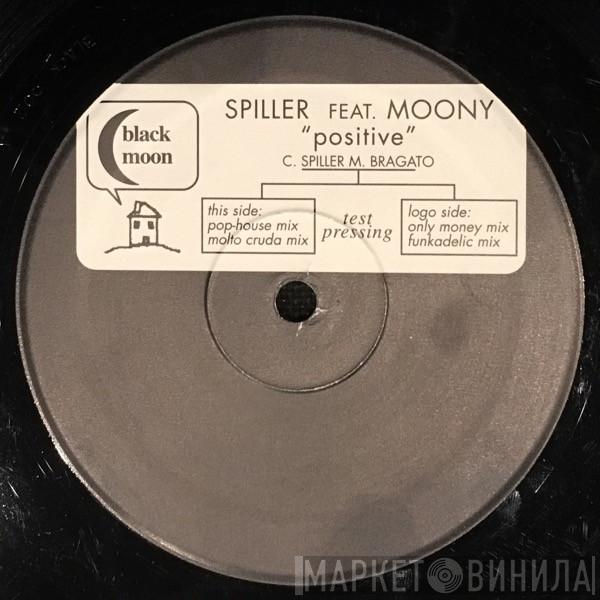 black
moon
SPILLER FEAT. MOONY
“positive”
C. SPILLER M. BRAGATO
this side:
pop-house mix
molto cruda mix
test
pressing
logo side:
only money mix
funkadelic mix
МАРКЕТ ВИНИЛА